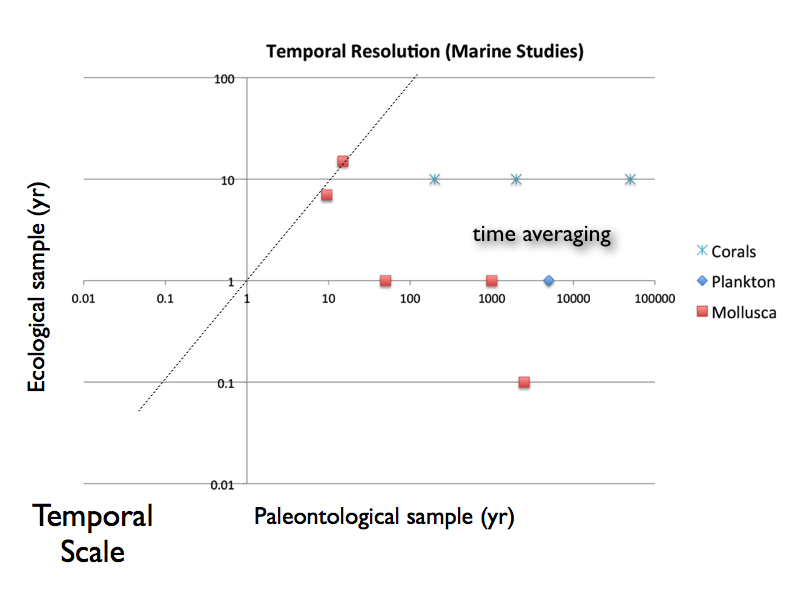 Temporal Resolution (Marine Studies)
100
10
1
0.1
0.01
0.01 0.1 1 10 100 1000 10000 100000
Ecological sample (yr)
time averaging
Corals
Plankton
Mollusca
Paleontological sample (yr)
Temporal
Scale